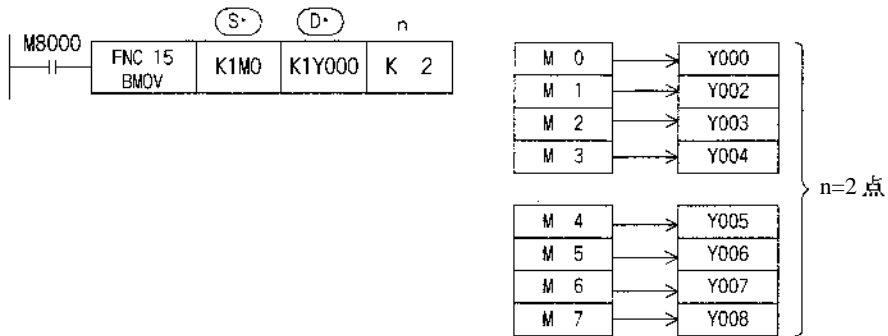 S· D· n
M8000
FNC 15
BMOV K1M0 K1Y000 K 2
M 0 Y000
M 1 Y002
M 2 Y003
M 3 Y004
n=2 点
M 4 Y005
M 5 Y006
M 6 Y007
M 7 Y008